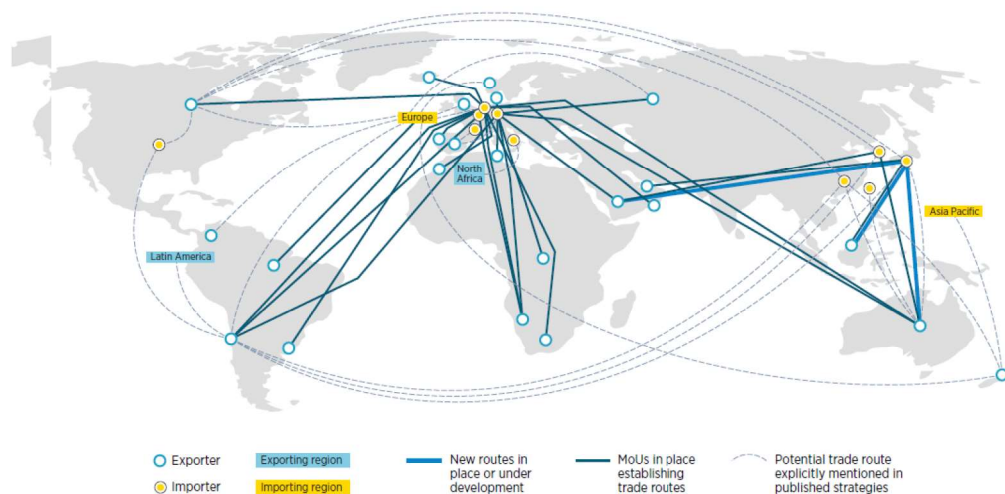 Europe
North
Africa
Asia Pacific
Latin America
Exporter
Exporting region
New routes in
place or under
development
MoUs in place
establishing
trade routes
Potential trade route
explicitly mentioned in
published strategies
Importer
Importing region